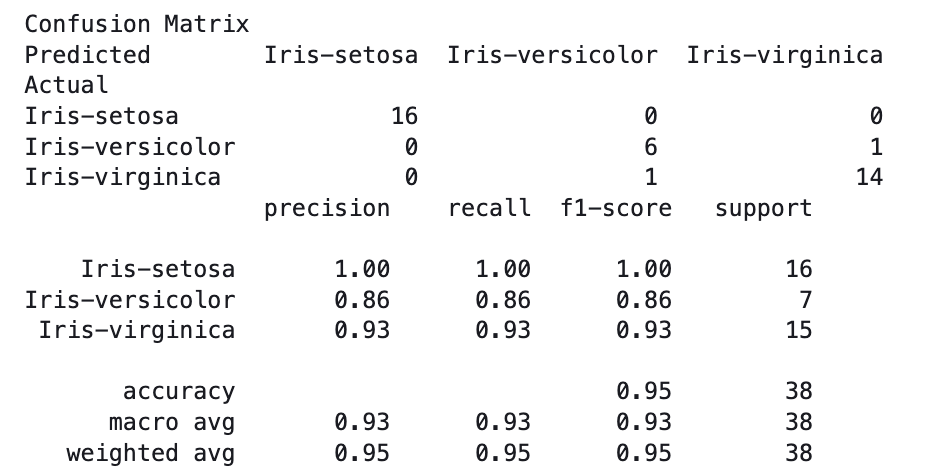 Confusion Matrix
Predicted        Iris-setosa  Iris-versicolor  Iris-virginica
Actual
Iris-setosa               16                0               0
Iris-versicolor            0                6               1
Iris-virginica             0                1              14
                 precision    recall  f1-score   support

    Iris-setosa       1.00      1.00      1.00        16
Iris-versicolor       0.86      0.86      0.86         7
 Iris-virginica       0.93      0.93      0.93        15

       accuracy                           0.95        38
      macro avg       0.93      0.93      0.93        38
   weighted avg       0.95      0.95      0.95        38